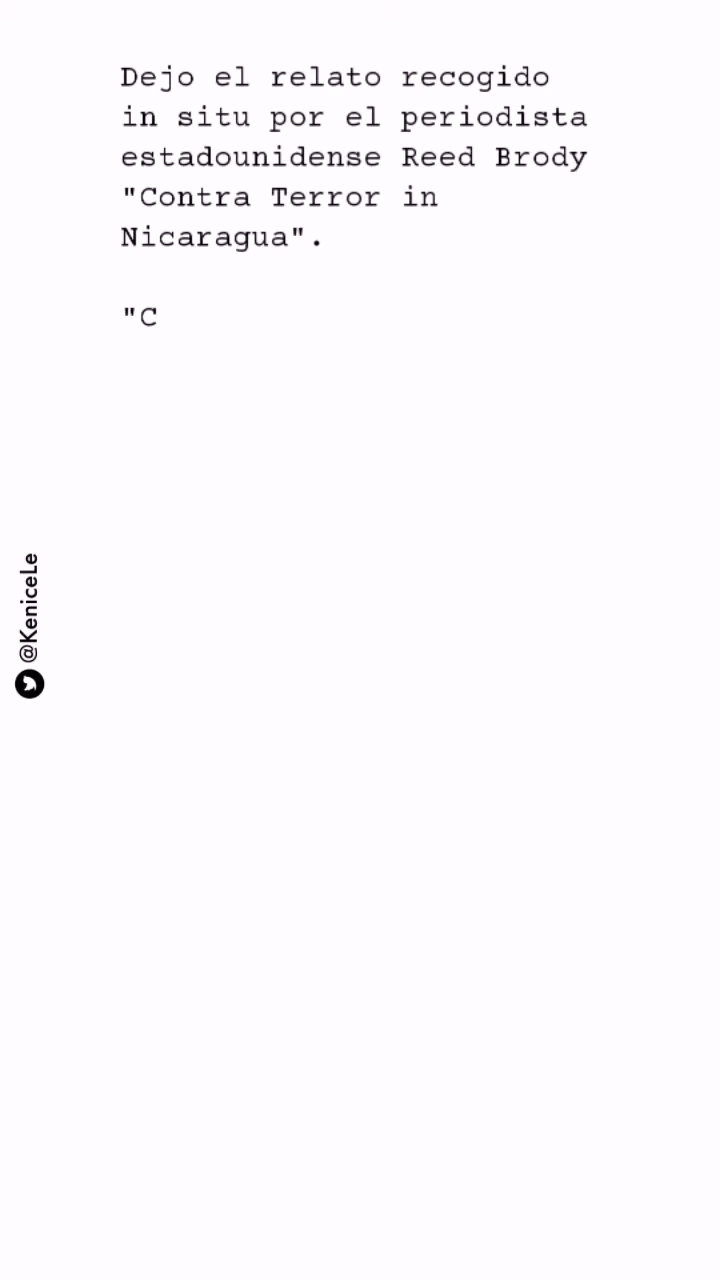 Dejo el relato recogido
in situ por el periodista
estadounidense Reed Brody
"Contra Terror in
Nicaragua".
"C
@KeniceLe